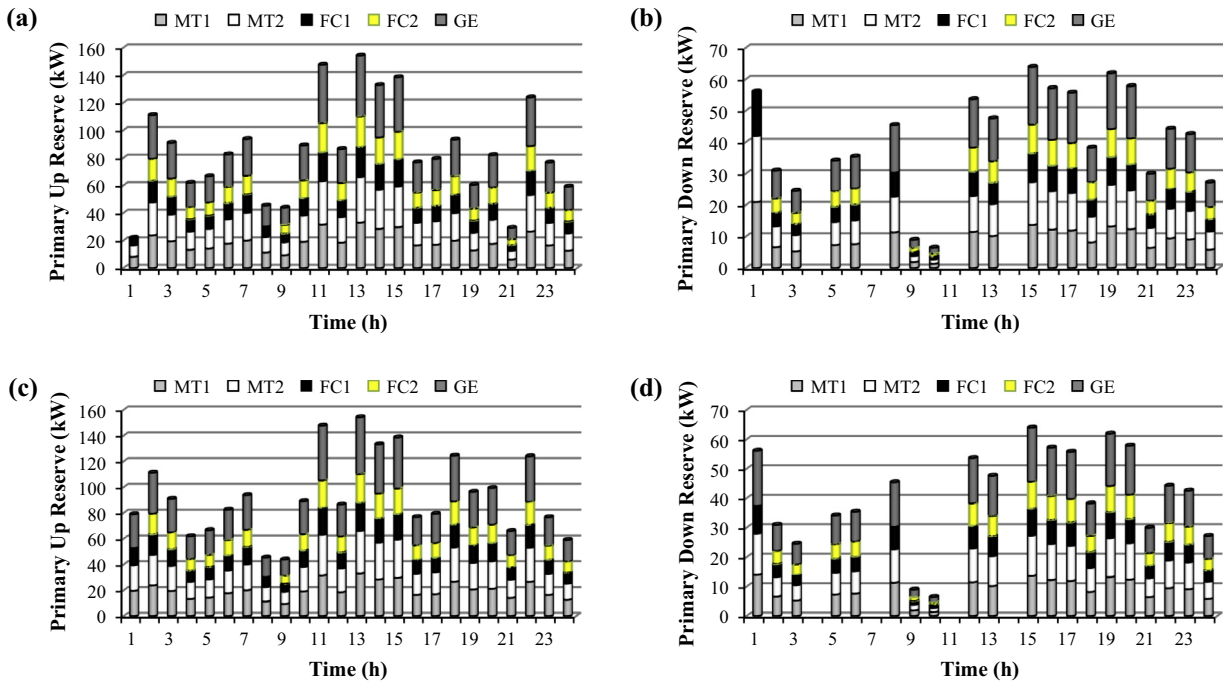 (a)
MT1 MT2 FC1 FC2 GE
Primary Up Reserve (kW)
160
140
120
100
80
60
40
20
0
1 3 5 7 9 11 13 15 17 19 21 23
Time (h)
(b)
MT1 MT2 FC1 FC2 GE
Primary Down Reserve (kW)
70
60
50
40
30
20
10
0
1 3 5 7 9 11 13 15 17 19 21 23
Time (h)
(c)
MT1 MT2 FC1 FC2 GE
Primary Up Reserve (kW)
160
140
120
100
80
60
40
20
0
1 3 5 7 9 11 13 15 17 19 21 23
Time (h)
(d)
MT1 MT2 FC1 FC2 GE
Primary Down Reserve (kW)
70
60
50
40
30
20
10
0
1 3 5 7 9 11 13 15 17 19 21 23
Time (h)